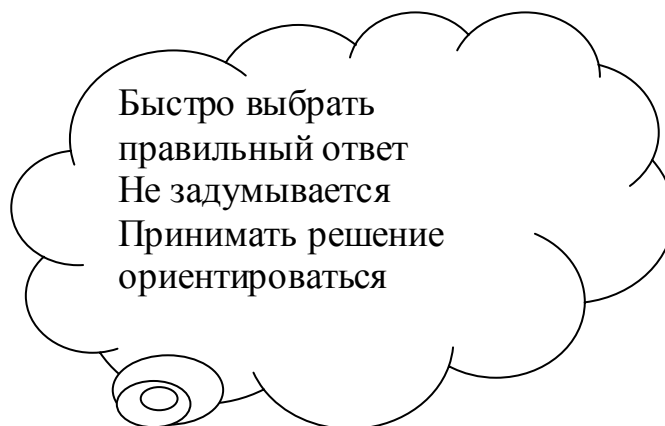 Быстро выбрать
правильный ответ
Не задумывается
Принимать решение
ориентироваться